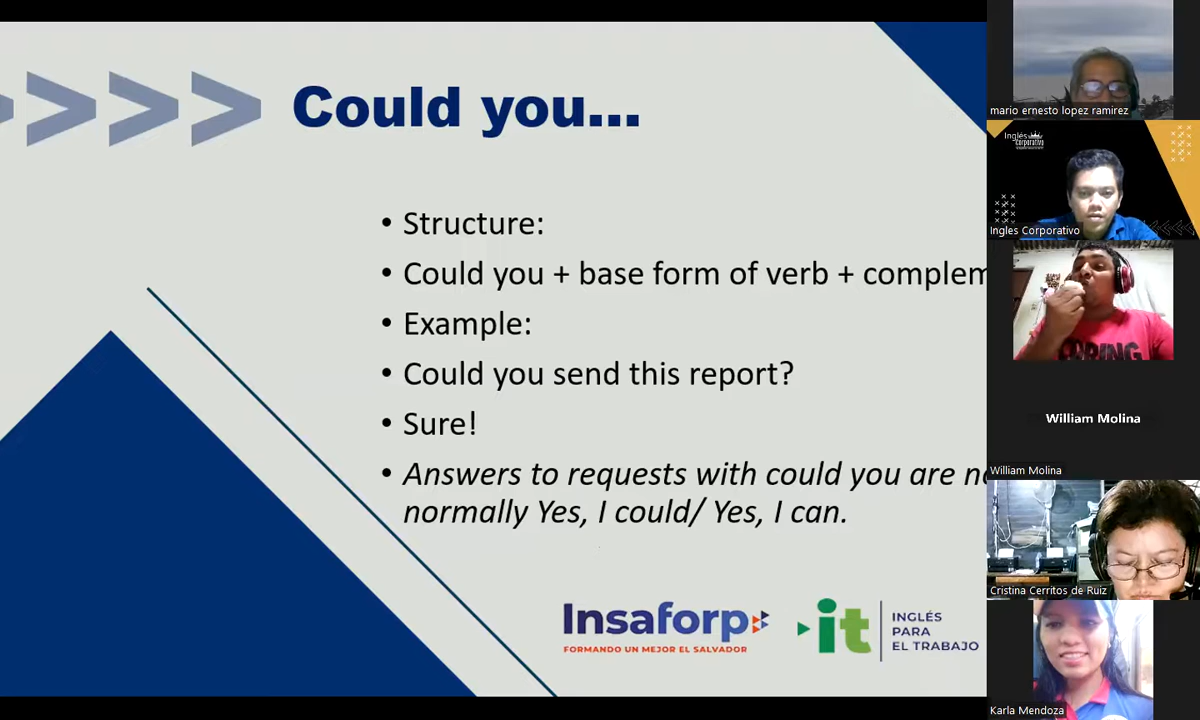 Could you...
• Structure:
• Could you + base form of verb + complem
• Example:
• Could you send this report?
• Sure!
• Answers to requests with could you are no
normally Yes, I could/ Yes, I can.
Insaforp
FORMANDO UN MEJOR EL SALVADOR
it
INGLÉS
PARA
EL TRABAJO
mario ernesto lopez ramirez
Inglés
corporativo
Ingles Corporativo
William Molina
William Molina
Cristina Cerritos de Ruiz
Karla Mendoza